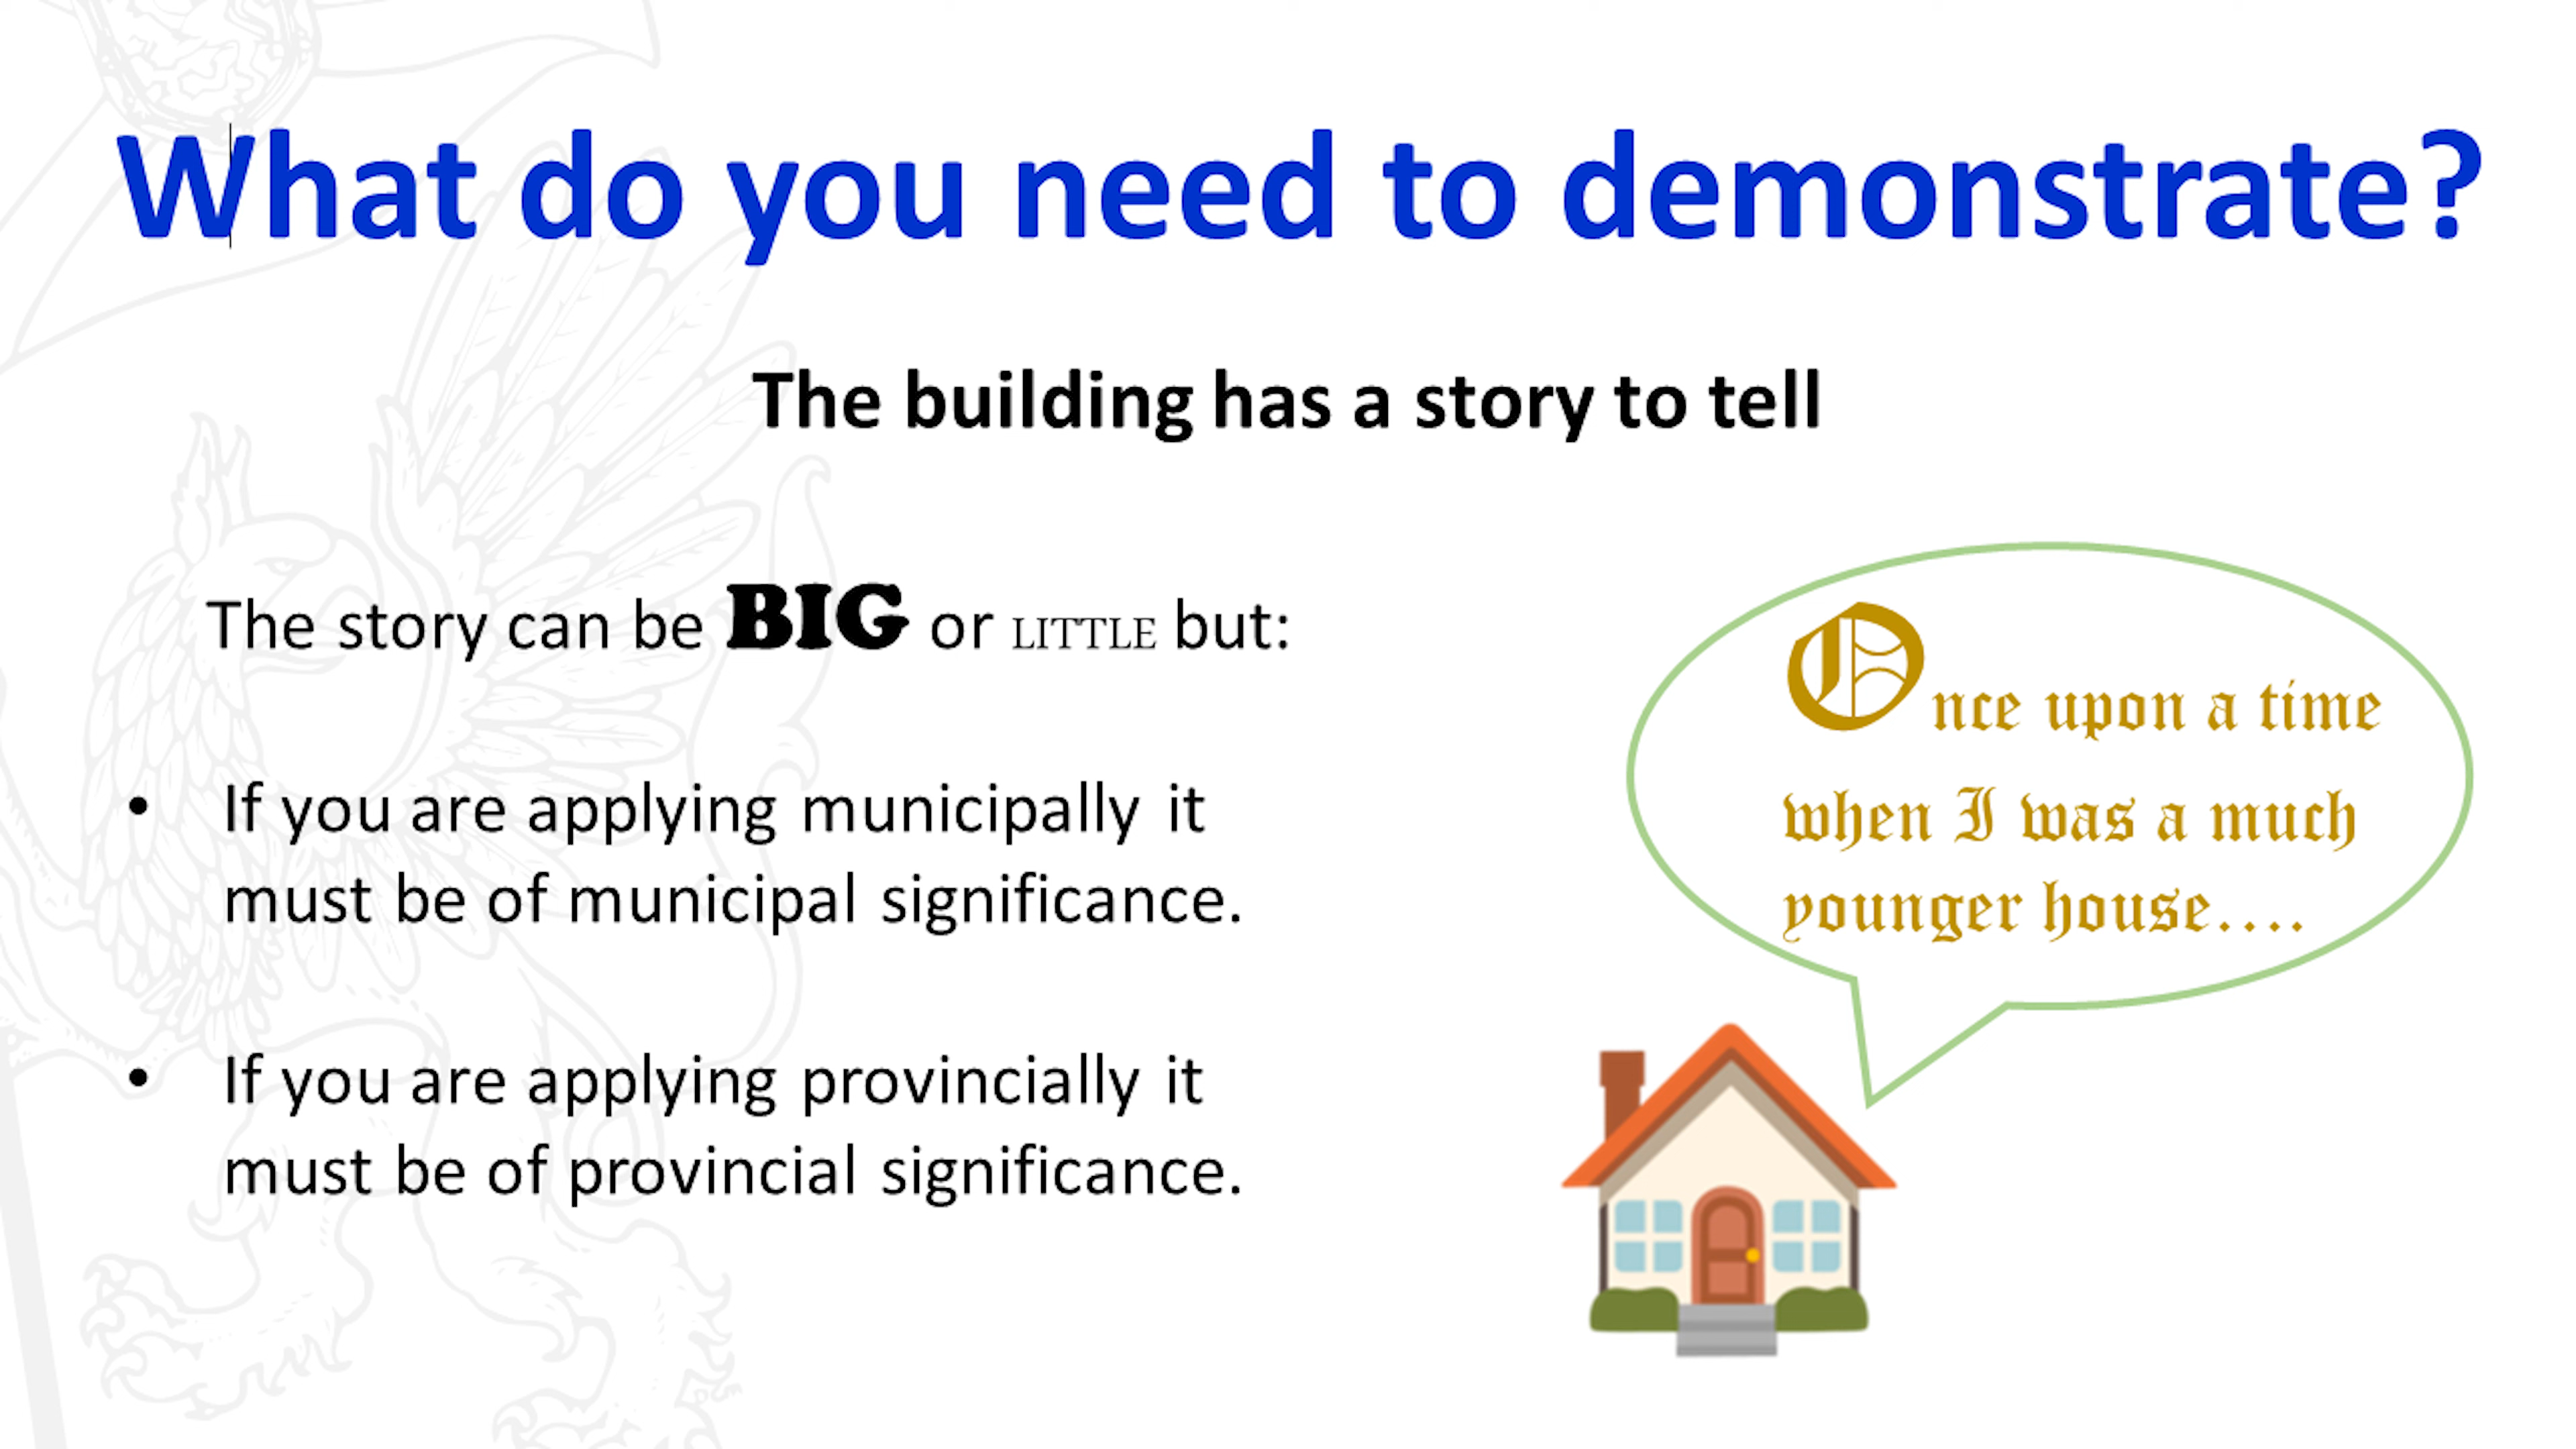 What do you need to demonstrate?
The building has a story to tell
The story can be BIG or LITTLE but:
• If you are applying municipally it
must be of municipal significance.
• If you are applying provincially it
must be of provincial significance.
Once upon a time
when I was a much
younger house....